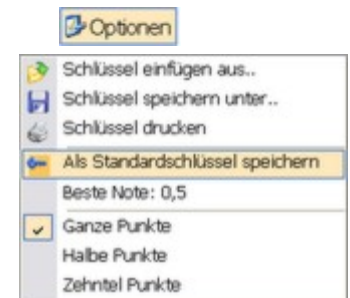 Optionen
Schlüssel einfügen aus..
Schlüssel speichern unter..
Schlüssel drucken
Als Standardschlüssel speichern
Beste Note: 0,5
Ganze Punkte
Halbe Punkte
Zehntel Punkte